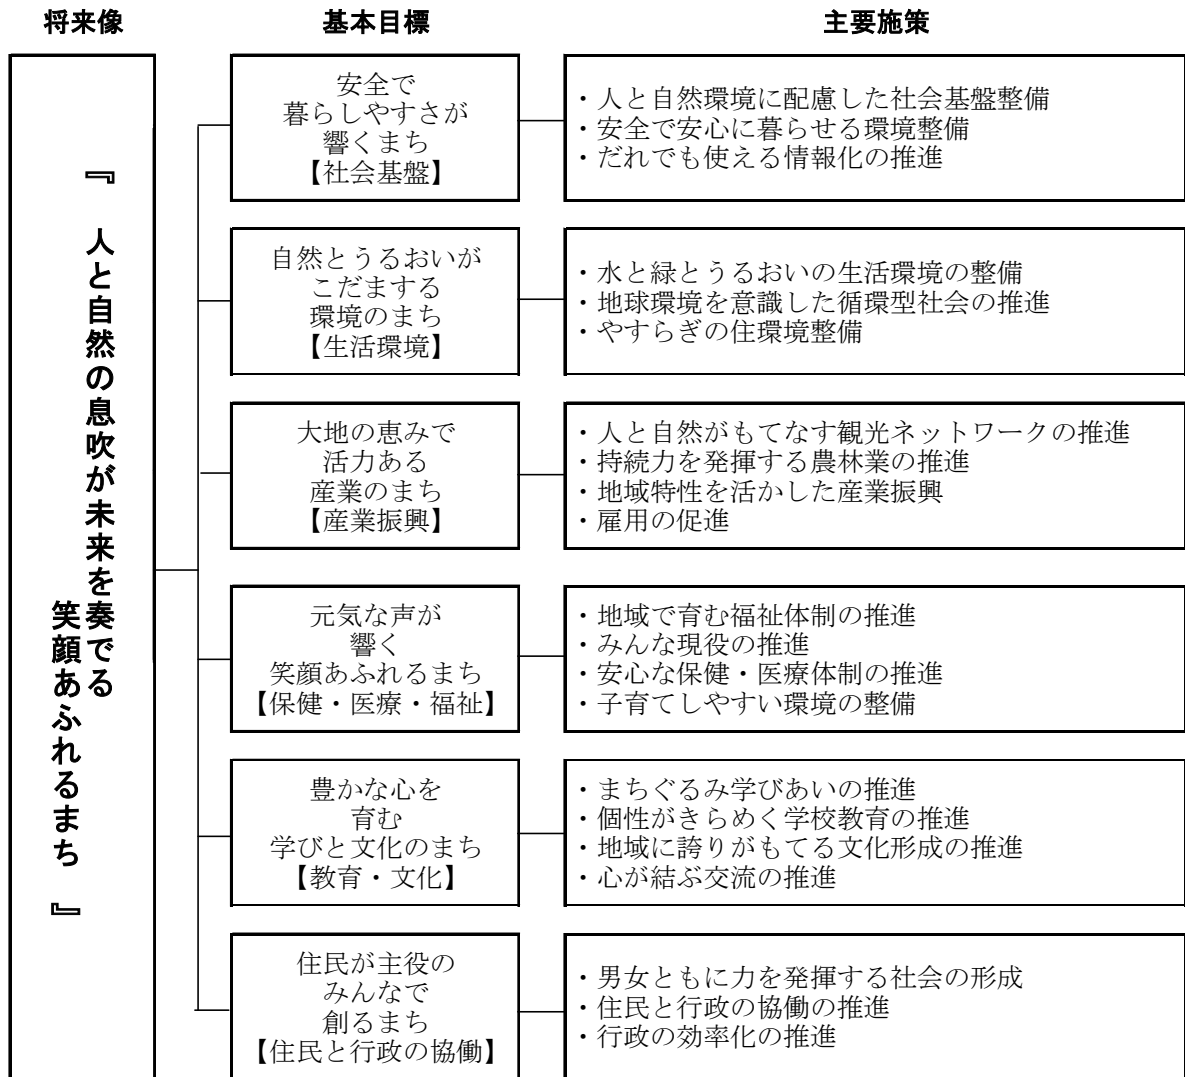 将来像
基本目標
主要施策
『 人と自然の息吹が未来を奏でる
笑顔あふれるまち 』
安全で
暮らしやすさが
響くまち
【社会基盤】
・人と自然環境に配慮した社会基盤整備
・安全で安心に暮らせる環境整備
・だれでも使える情報化の推進
自然とうるおいが
こだまする
環境のまち
【生活環境】
・水と緑とうるおいの生活環境の整備
・地球環境を意識した循環型社会の推進
・やすらぎの住環境整備
大地の恵みで
活力ある
産業のまち
【産業振興】
・人と自然がもてなす観光ネットワークの推進
・持続力を発揮する農林業の推進
・地域特性を活かした産業振興
・雇用の促進
元気な声が
響く
笑顔あふれるまち
【保健・医療・福祉】
・地域で育む福祉体制の推進
・みんな現役の推進
・安心な保健・医療体制の推進
・子育てしやすい環境の整備
豊かな心を
育む
学びと文化のまち
【教育・文化】
・まちぐるみ学びあいの推進
・個性がきらめく学校教育の推進
・地域に誇りがもてる文化形成の推進
・心が結ぶ交流の推進
住民が主役の
みんなで
創るまち
【住民と行政の協働】
・男女ともに力を発揮する社会の形成
・住民と行政の協働の推進
・行政の効率化の推進